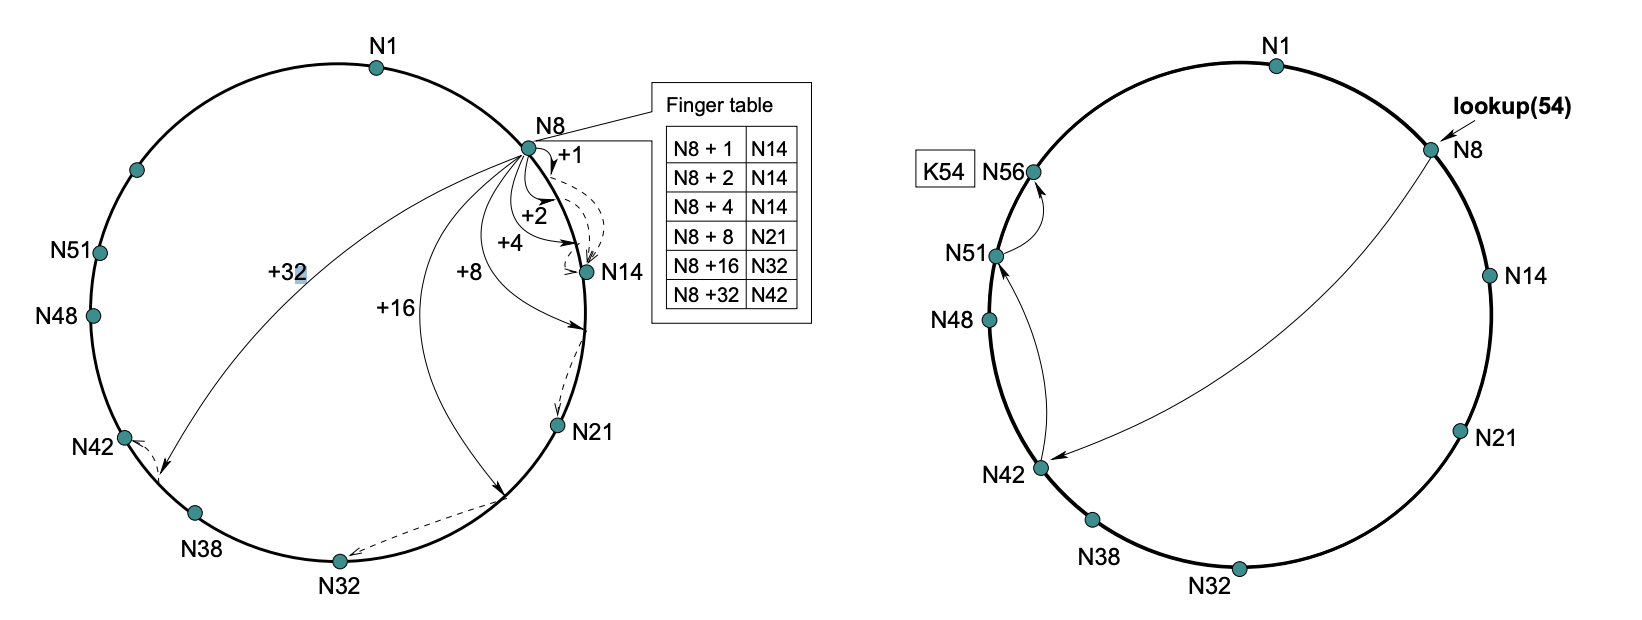 N1
N8
+1
+2
+4
+8
+16
+32
N14
N21
N32
N38
N42
N48
N51
Finger table
N8 + 1 N14
N8 + 2 N14
N8 + 4 N14
N8 + 8 N21
N8 +16 N32
N8 +32 N42
N1
lookup(54)
N8
N14
N21
N32
N38
N42
N48
N51
K54 N56